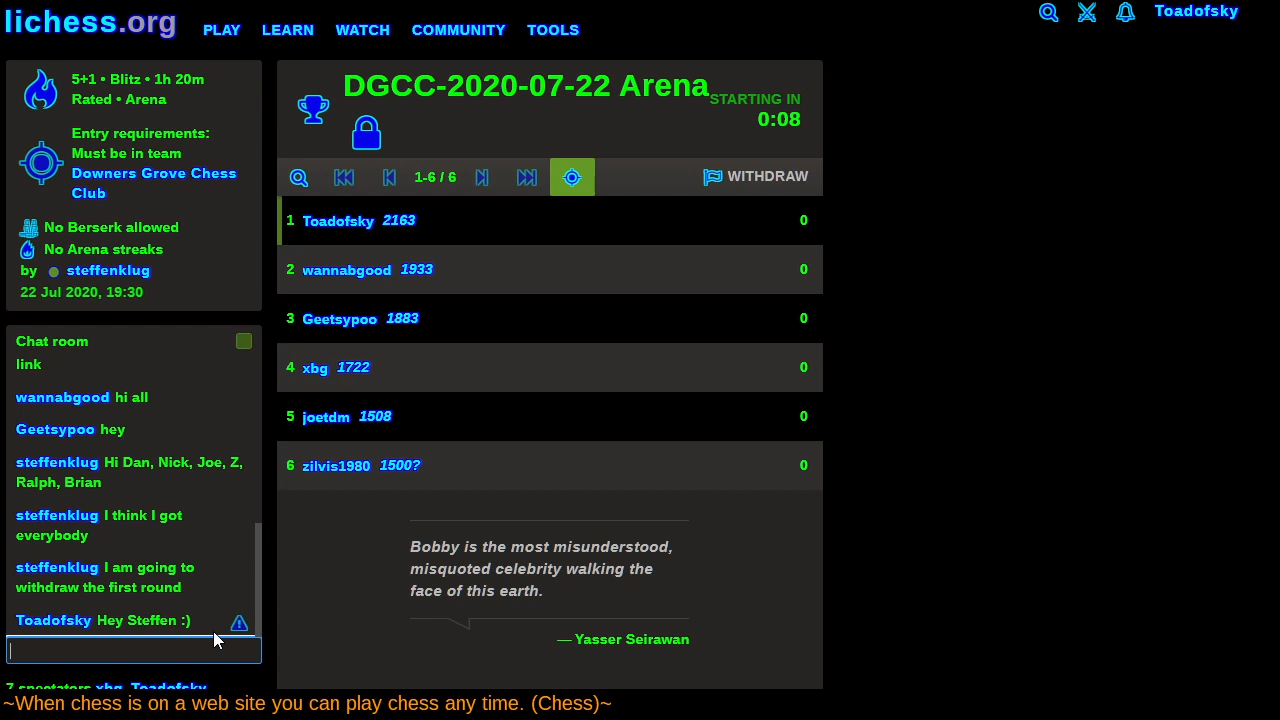 lichess.org PLAY LEARN WATCH COMMUNITY TOOLS Toadofsky
5+1 • Blitz • 1h 20m
Rated • Arena
Entry requirements:
Must be in team
Downers Grove Chess
Club
No Berserk allowed
No Arena streaks
by steffenklug
22 Jul 2020, 19:30
Chat room
link
wannabgood hi all
Geetsypoo hey
steffenklug Hi Dan, Nick, Joe, Z,
Ralph, Brian
steffenklug I think I got
everybody
steffenklug I am going to
withdraw the first round
Toadofsky Hey Steffen :)
7 spectators xbg, Toadofsky
DGCC-2020-07-22 Arena
STARTING IN
0:08
1-6 / 6 WITHDRAW
1 Toadofsky 2163 0
2 wannabgood 1933 0
3 Geetsypoo 1883 0
4 xbg 1722 0
5 joetdm 1508 0
6 zilvis1980 1500? 0
Bobby is the most misunderstood,
misquoted celebrity walking the
face of this earth.
— Yasser Seirawan
~When chess is on a web site you can play chess any time. (Chess)~